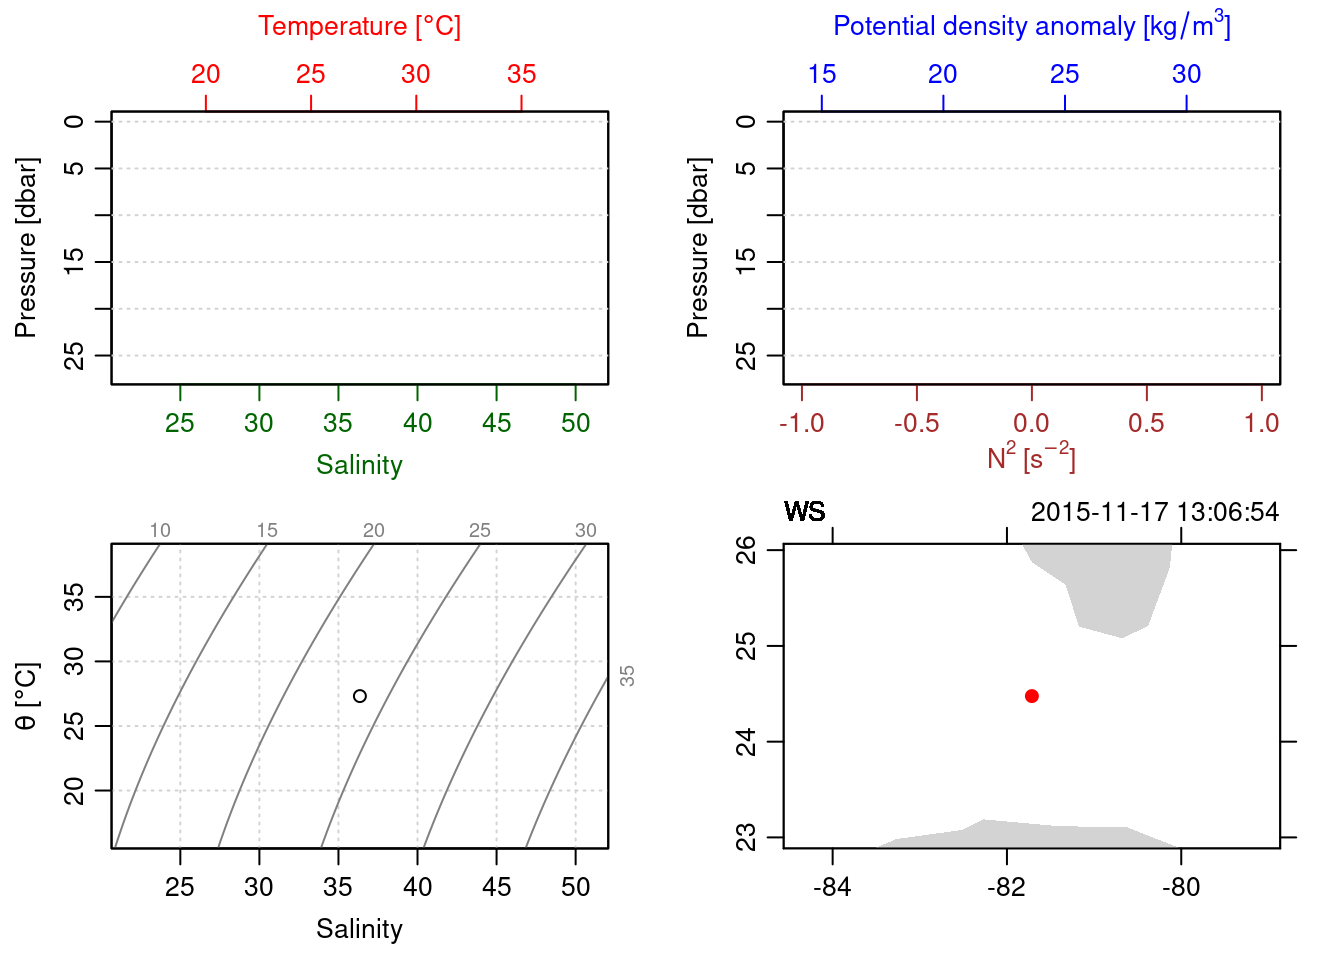 Temperature [°C]
20 25 30 35
0
5
15
25
Pressure [dbar]
25 30 35 40 45 50
Salinity
Potential density anomaly [kg/m³]
15 20 25 30
0
5
15
25
Pressure [dbar]
-1.0 -0.5 0.0 0.5 1.0
N² [s⁻²]
10 15 20 25 30
35
35
30
25
20
θ [°C]
25 30 35 40 45 50
Salinity
WS 2015-11-17 13:06:54
26
25
24
23
-84 -82 -80